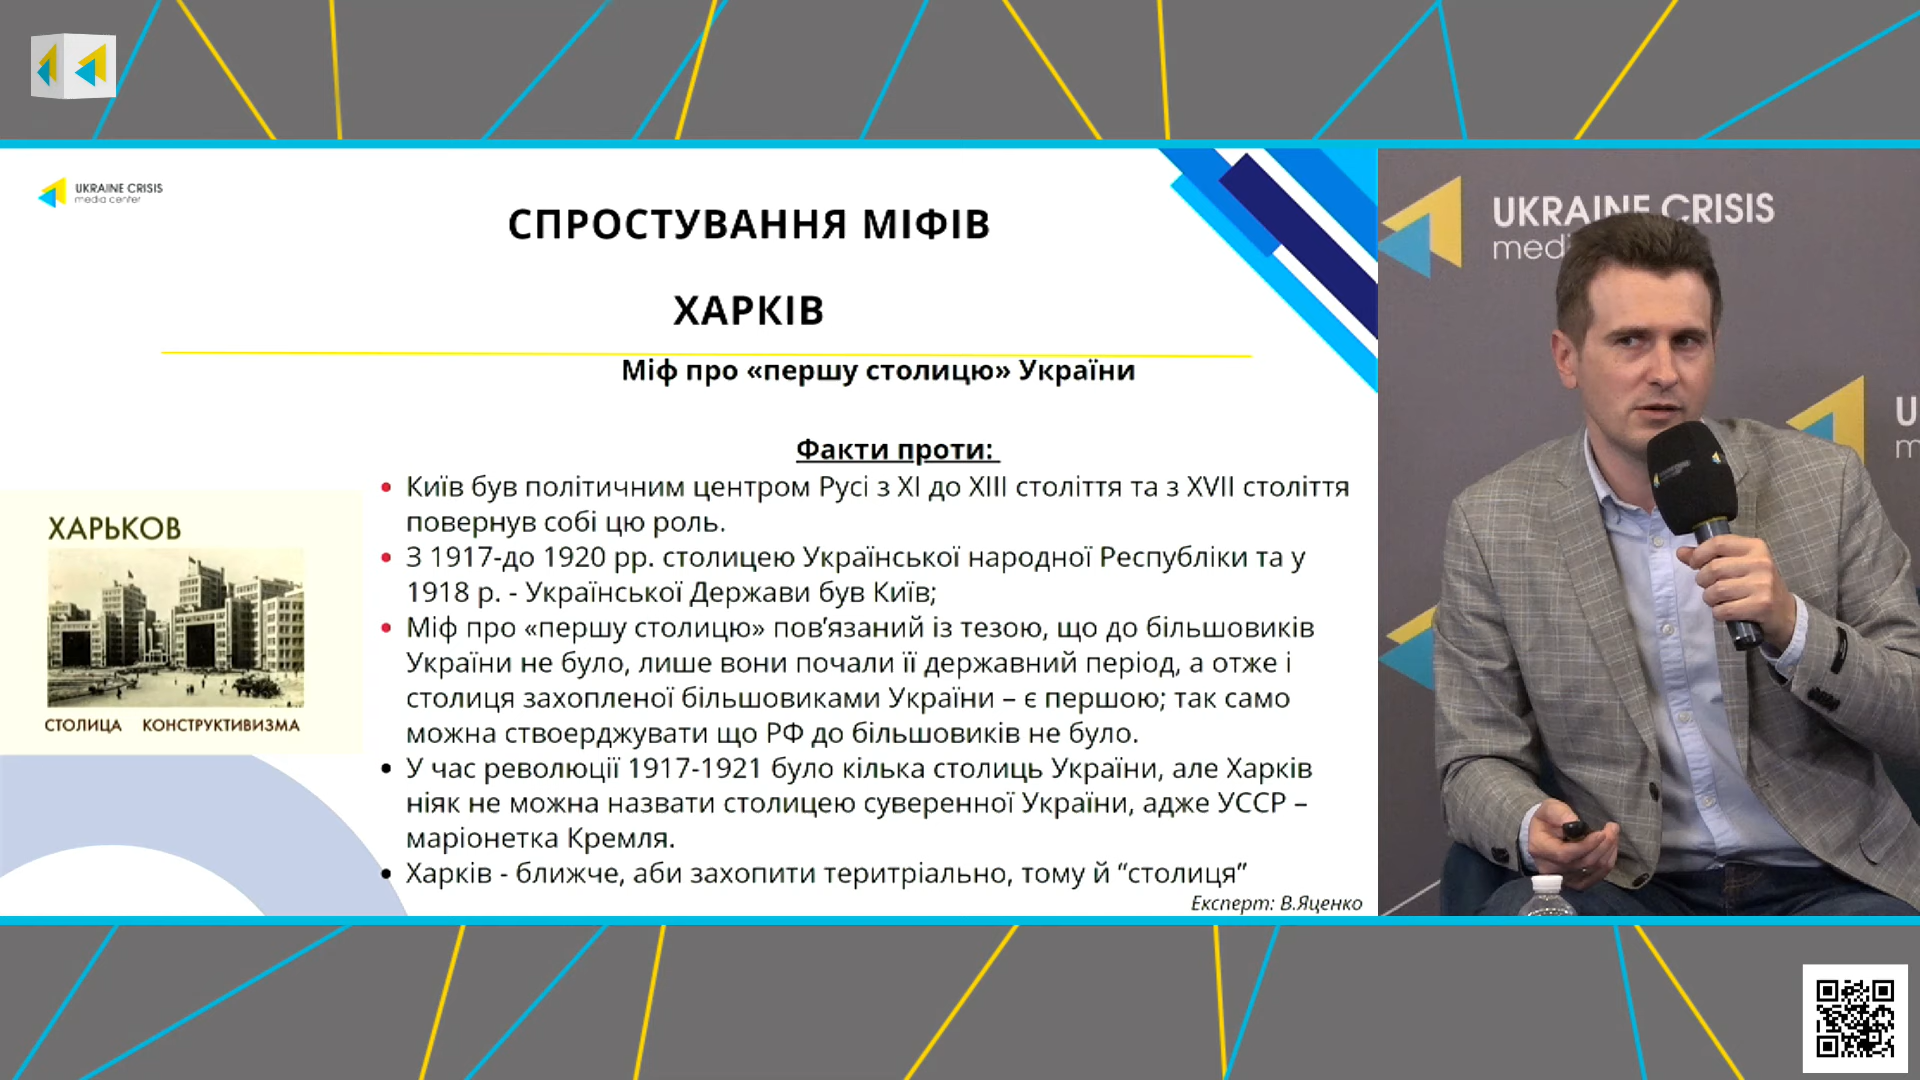 UKRAINE CRISIS
media center
СПРОСТУВАННЯ МІФІВ
ХАРКІВ
Міф про «першу столицю» України
Факти проти:
• Київ був політичним центром Русі з XI до XIII століття та з XVII століття
повернув собі цю роль.
• З 1917-до 1920 рр. столицею Української народної Республіки та у
1918 р. - Української Держави був Київ;
• Міф про «першу столицю» пов’язаний із тезою, що до більшовиків
України не було, лише вони почали її державний період, а отже і
столиця захопленої більшовиками України – є першою; так само
можна ствоерджувати що РФ до більшовиків не було.
• У час революції 1917-1921 було кілька столиць України, але Харків
ніяк не можна назвати столицею суверенної України, адже УССР –
маріонетка Кремля.
• Харків - ближче, аби захопити територіально, тому й “столиця”
Експерт: В.Яценко
ХАРЬКОВ
СТОЛИЦА КОНСТРУКТИВИЗМА
UKRAINE CRISIS
medi
U
m